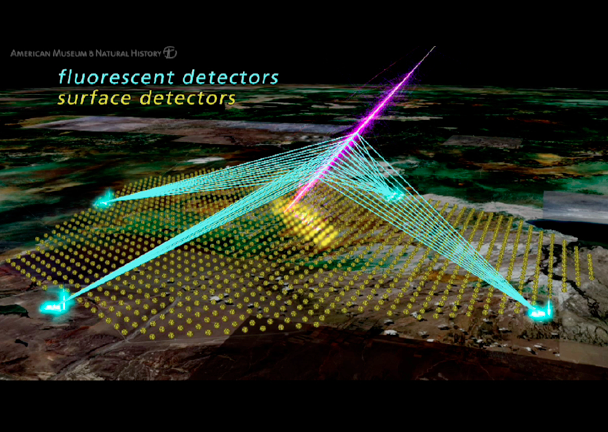 AMERICAN MUSEUM & NATURAL HISTORY
fluorescent detectors
surface detectors